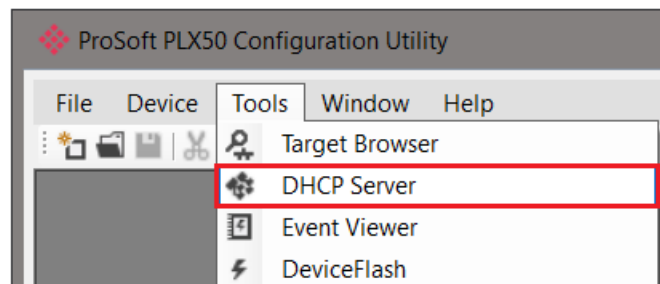 ProSoft PLX50 Configuration Utility
File Device Tools Window Help
Target Browser
DHCP Server
Event Viewer
DeviceFlash